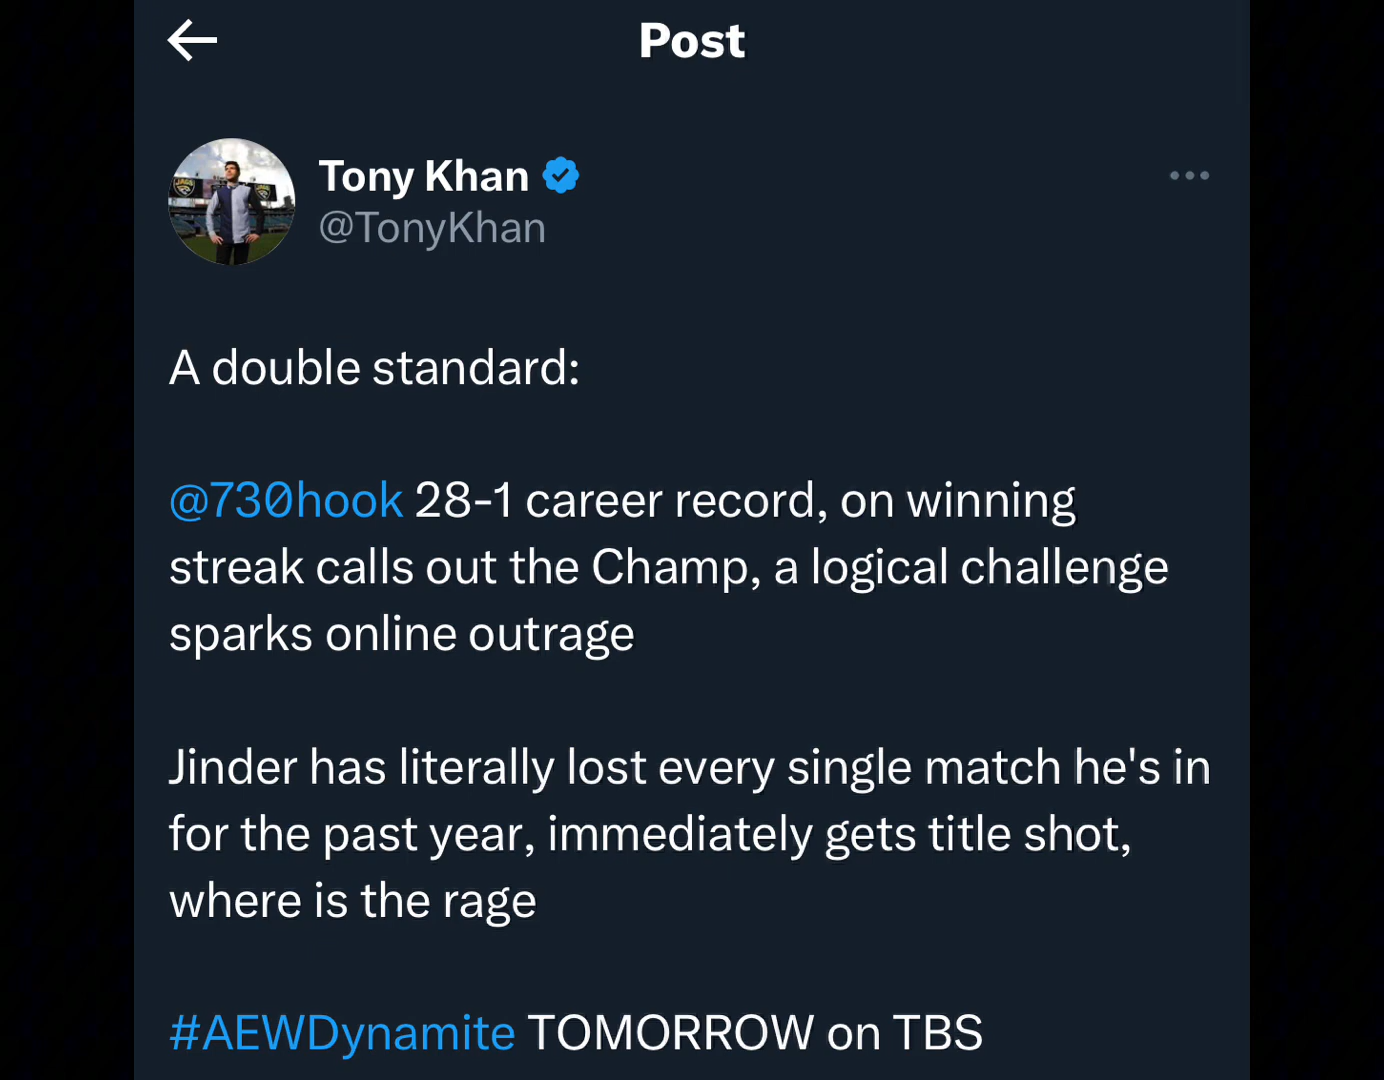 Post
Tony Khan
@TonyKhan
A double standard:
@730hook 28-1 career record, on winning
streak calls out the Champ, a logical challenge
sparks online outrage
Jinder has literally lost every single match he's in
for the past year, immediately gets title shot,
where is the rage
#AEWDynamite TOMORROW on TBS